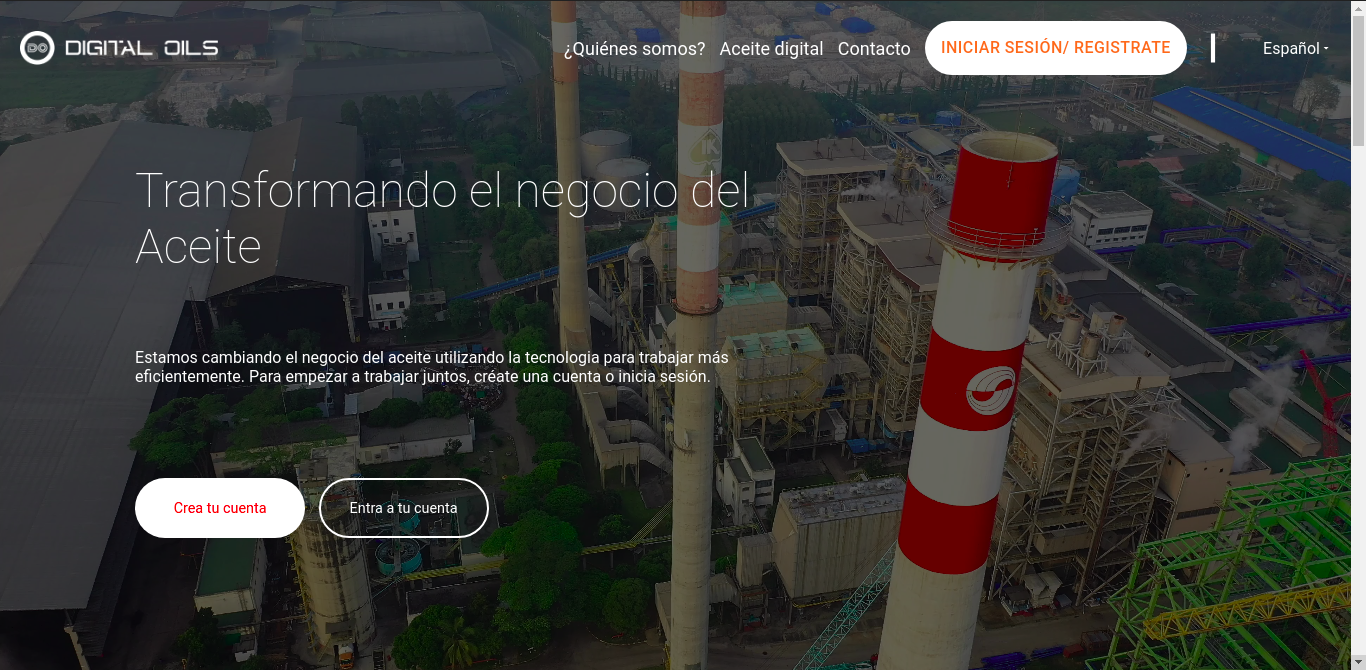 DO DIGITAL OILS
¿Quiénes somos? Aceite digital Contacto INICIAR SESIÓN/ REGISTRATE Español
Transformando el negocio del
Aceite
Estamos cambiando el negocio del aceite utilizando la tecnologia para trabajar más
eficientemente. Para empezar a trabajar juntos, créate una cuenta o inicia sesión.
Crea tu cuenta Entra a tu cuenta
K